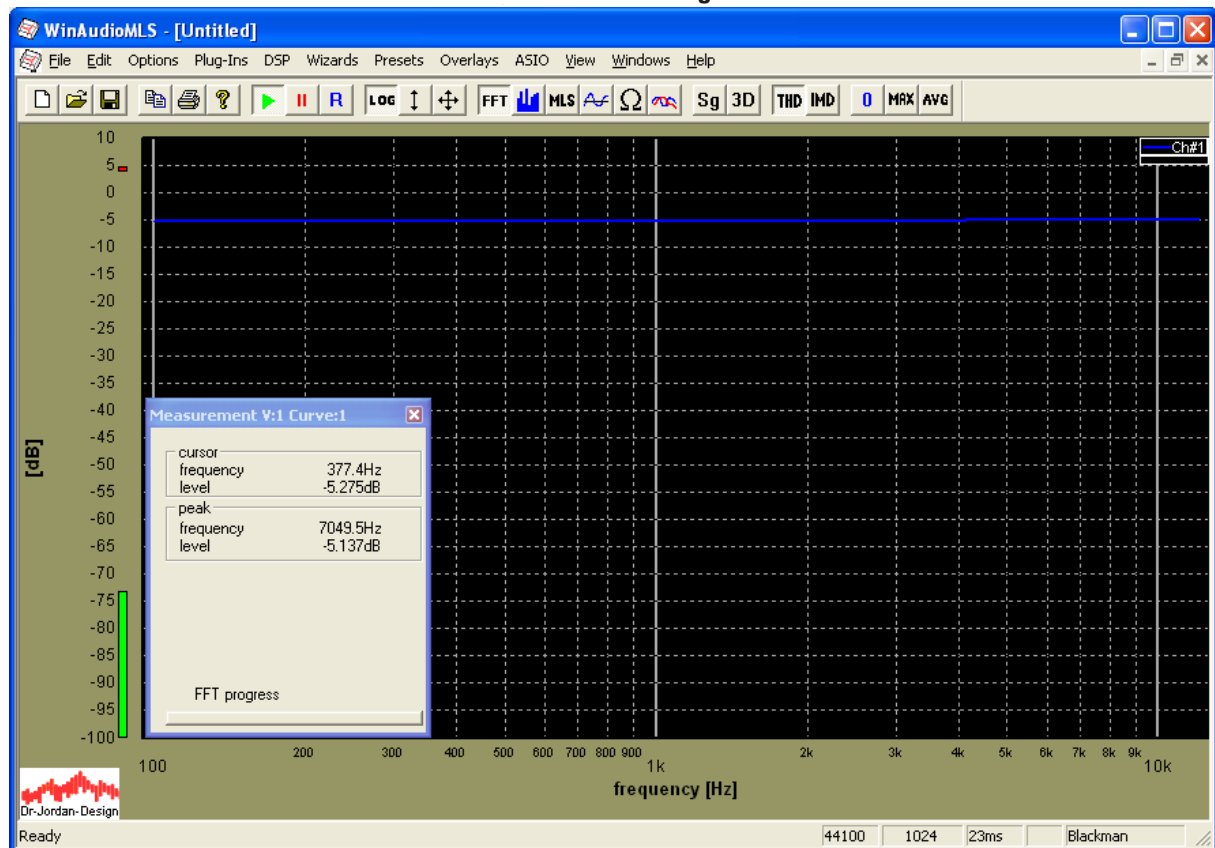 WinAudioMLS - [Untitled]
File Edit Options Plug-Ins DSP Wizards Presets Overlays ASIO View Windows Help
R LOG FFT MLS Ω Sg 3D THD IMD 0 MAX AVG
Ch#1
10
5
0
-5
-10
-15
-20
-25
-30
-35
-40
-45
-50
-55
-60
-65
-70
-75
-80
-85
-90
-95
-100
[dB]
Measurement V:1 Curve:1
cursor
frequency 377.4Hz
level -5.275dB
peak
frequency 7049.5Hz
level -5.137dB
FFT progress
200 300 400 500 600 700 800 900 2k 3k 4k 5k 6k 7k 8k 9k
100 1k 10k
frequency [Hz]
Dr-Jordan-Design
Ready 44100 1024 23ms Blackman